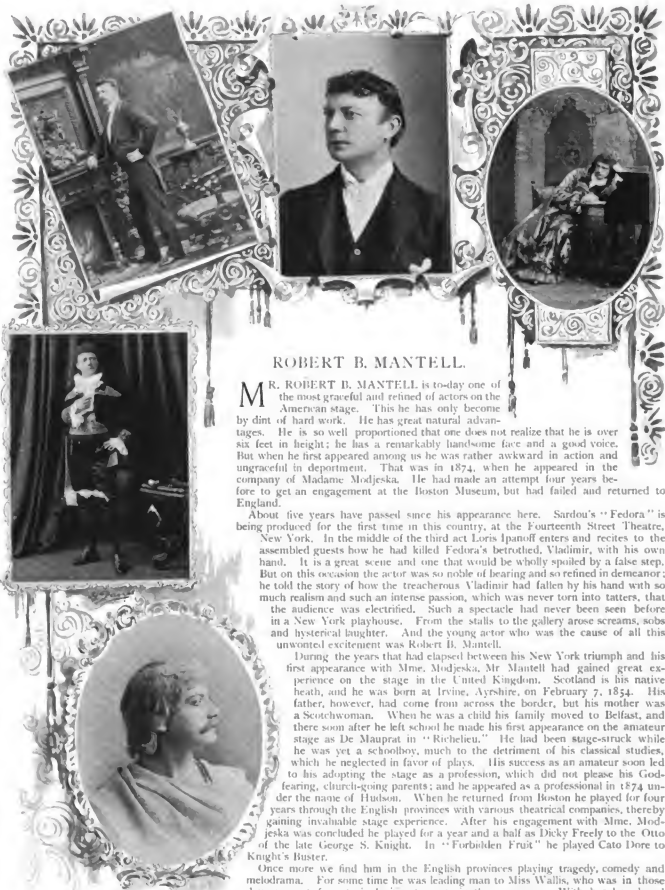 ROBERT B. MANTELL.
MR. ROBERT B. MANTELL is to-day one of
the most graceful and refined of actors on the
American stage. This he has only become
by dint of hard work. He has great natural advan-
tages. He is so well proportioned that one does not realize that he is over
six feet in height; he has a remarkably handsome face and a good voice.
But when he first appeared among us he was rather awkward in action and
ungraceful in deportment. That was in 1874, when he appeared in the
company of Madame Modjeska. He had made an attempt four years be-
fore to get an engagement at the Boston Museum, but had failed and returned to
England.
About five years have passed since his appearance here. Sardou's "Fedora" is
being produced for the first time in this country, at the Fourteenth Street Theatre,
New York. In the middle of the third act Loris Ipanoff enters and recites to the
assembled guests how he had killed Fedora's betrothed, Vladimir, with his own
hand. It is a great scene and one that would be wholly spoiled by a false step.
But on this occasion the actor was so noble of bearing and so refined in demeanor;
he told the story of how the treacherous Vladimir had fallen by his hand with so
much realism and such an intense passion, which was never torn into tatters, that
the audience was electrified. Such a spectacle had never been seen before
in a New York playhouse. From the stalls to the gallery arose screams, sobs
and hysterical laughter. And the young actor who was the cause of all this
unwonted excitement was Robert B. Mantell.
During the years that had elapsed between his New York triumph and his
first appearance with Mme. Modjeska, Mr Mantell had gained great ex-
perience on the stage in the United Kingdom. Scotland is his native
heath, and he was born at Irvine, Ayrshire, on February 7, 1854. His
father, however, had come from across the border, but his mother was
a Scotchwoman. When he was a child his family moved to Belfast, and
there soon after he left school he made his first appearance on the amateur
stage as De Mauprat in "Richelieu." He had been stage-struck while
he was yet a schoolboy, much to the detriment of his classical studies,
which he neglected in favor of plays. His success as an amateur soon led
to his adopting the stage as a profession, which did not please his God-
fearing, church-going parents; and he appeared as a professional in 1874 un-
der the name of Hudson. When he returned from Boston he played for four
years through the English provinces with various theatrical companies, thereby
gaining invaluable stage experience. After his engagement with Mme. Mod-
jeska was concluded he played for a year and a half as Dicky Freely to the Otto
of the late George S. Knight. In "Forbidden Fruit" he played Cato Dore to
Knight's Buster.
Once more we find him in the English provinces playing tragedy, comedy and
melodrama. For some time he was leading man to Miss Wallis, who was in those